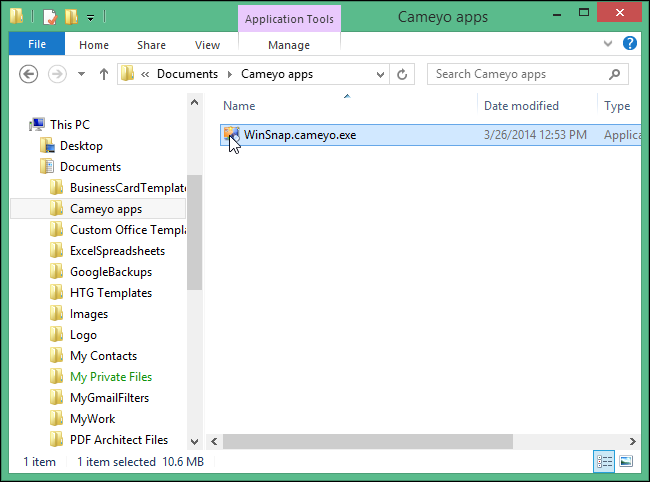 Application Tools
Cameyo apps
File Home Share View Manage
« Documents Cameyo apps
Search Cameyo apps
Name Date modified Type
WinSnap.cameyo.exe 3/26/2014 12:53 PM Applica
This PC
Desktop
Documents
BusinessCardTemplate
Cameyo apps
Custom Office Templa
ExcelSpreadsheets
GoogleBackups
HTG Templates
Images
Logo
My Contacts
My Private Files
MyGmailFilters
MyWork
PDF Architect Files
1 item 1 item selected 10.6 MB